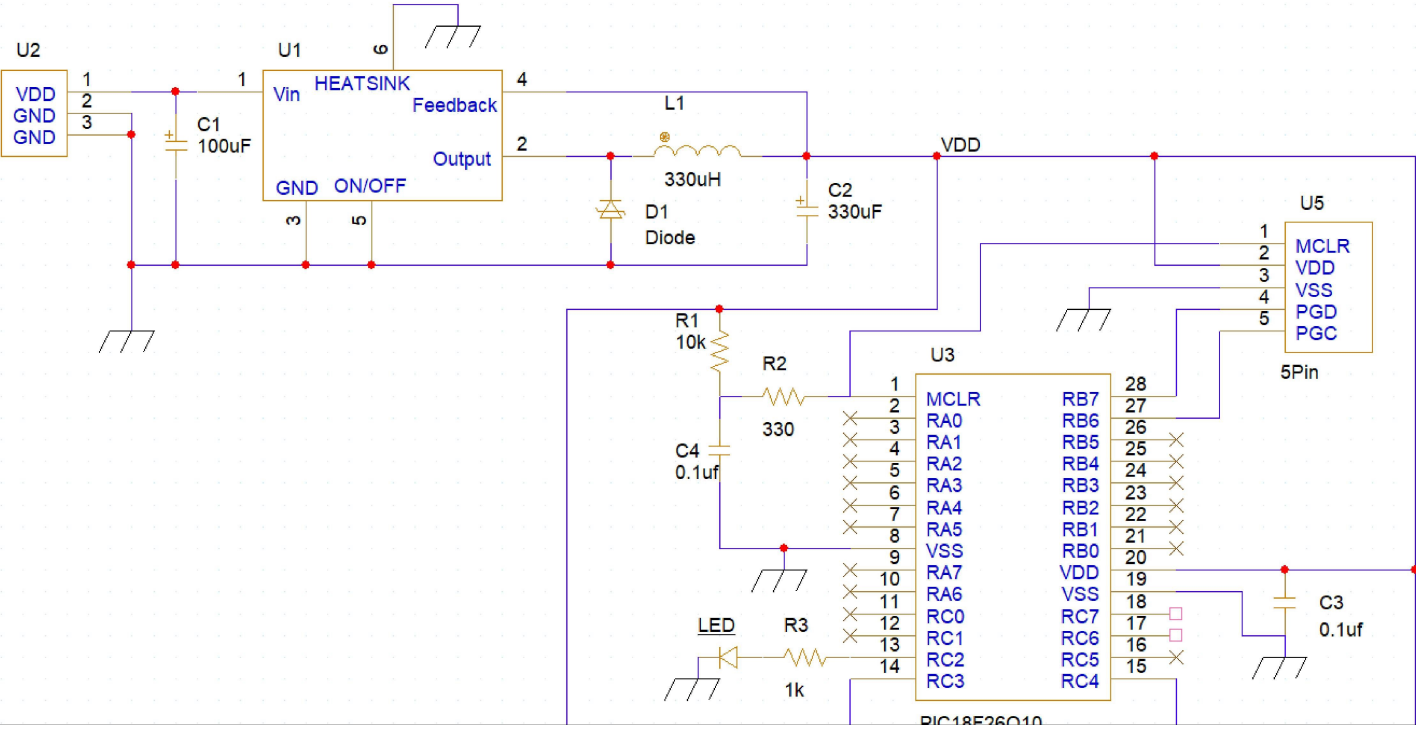 U2
1
VDD
2
GND
3
GND
C1
100uF
U1
6
1
HEATSINK
Vin
4
Feedback
2
Output
GND
ON/OFF
3
5
L1
330uH
D1
Diode
VDD
C2
330uF
U5
1
MCLR
2
VDD
3
VSS
4
PGD
5
PGC
5Pin
R1
10k
R2
330
C4
0.1uf
U3
1 MCLR RB7 28
2 RA0 RB6 27
3 RA1 RB5 26
4 RA2 RB4 25
5 RA3 RB3 24
6 RA4 RB2 23
7 RA5 RB1 22
8 VSS RB0 21
9 RA7 VDD 20
10 RA6 VSS 19
11 RC0 RC7 18
12 RC1 RC6 17
13 RC2 RC5 16
14 RC3 RC4 15
PIC18F26Q10
LED
R3
1k
C3
0.1uf